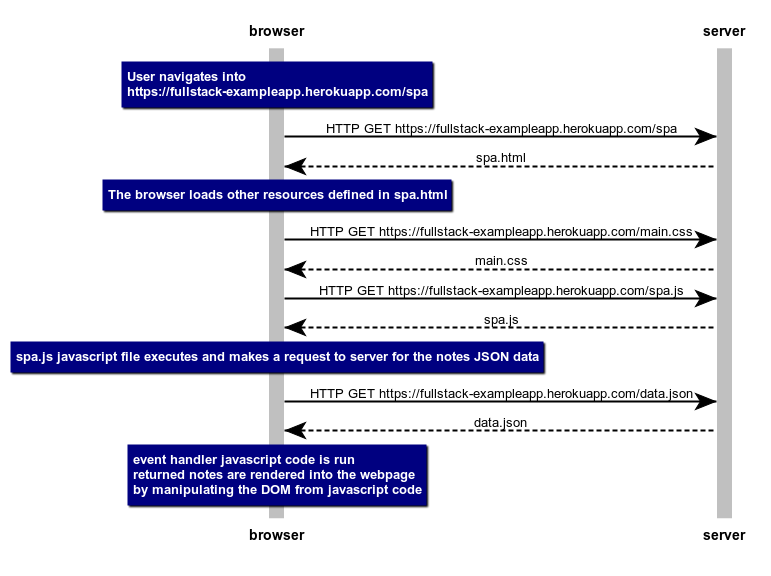 browser
server
User navigates into
https://fullstack-exampleapp.herokuapp.com/spa
HTTP GET https://fullstack-exampleapp.herokuapp.com/spa
spa.html
The browser loads other resources defined in spa.html
HTTP GET https://fullstack-exampleapp.herokuapp.com/main.css
main.css
HTTP GET https://fullstack-exampleapp.herokuapp.com/spa.js
spa.js
spa.js javascript file executes and makes a request to server for the notes JSON data
HTTP GET https://fullstack-exampleapp.herokuapp.com/data.json
data.json
event handler javascript code is run
returned notes are rendered into the webpage
by manipulating the DOM from javascript code
browser
server